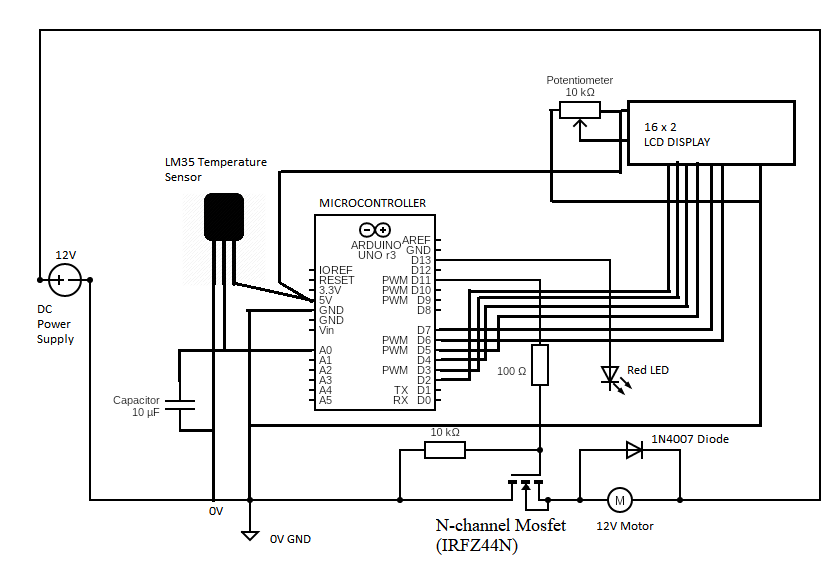 Potentiometer
10 kΩ
16 x 2
LCD DISPLAY
LM35 Temperature
Sensor
MICROCONTROLLER
ARDUINO
UNO r3
AREF
GND
D13
D12
PWM D11
PWM D10
PWM D9
D8
D7
PWM D6
PWM D5
D4
PWM D3
D2
TX D1
RX D0
IOREF
RESET
3.3V
5V
GND
GND
Vin
A0
A1
A2
A3
A4
A5
12V
DC
Power
Supply
Capacitor
10 µF
100 Ω
Red LED
10 kΩ
1N4007 Diode
M
12V Motor
0V
0V GND
N-channel Mosfet
(IRFZ44N)